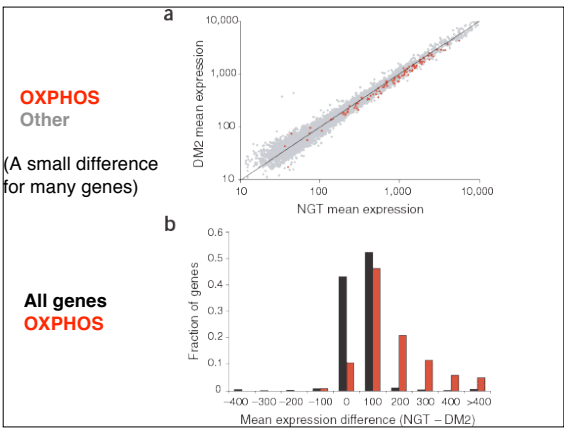 a
10,000
1,000
100
10
DM2 mean expression
10
100
1,000
10,000
NGT mean expression
OXPHOS
Other
(A small difference
for many genes)
b
0.6
0.5
0.4
0.3
0.2
0.1
0
Fraction of genes
−400 −300 −200 −100 0 100 200 300 400 >400
Mean expression difference (NGT – DM2)
All genes
OXPHOS